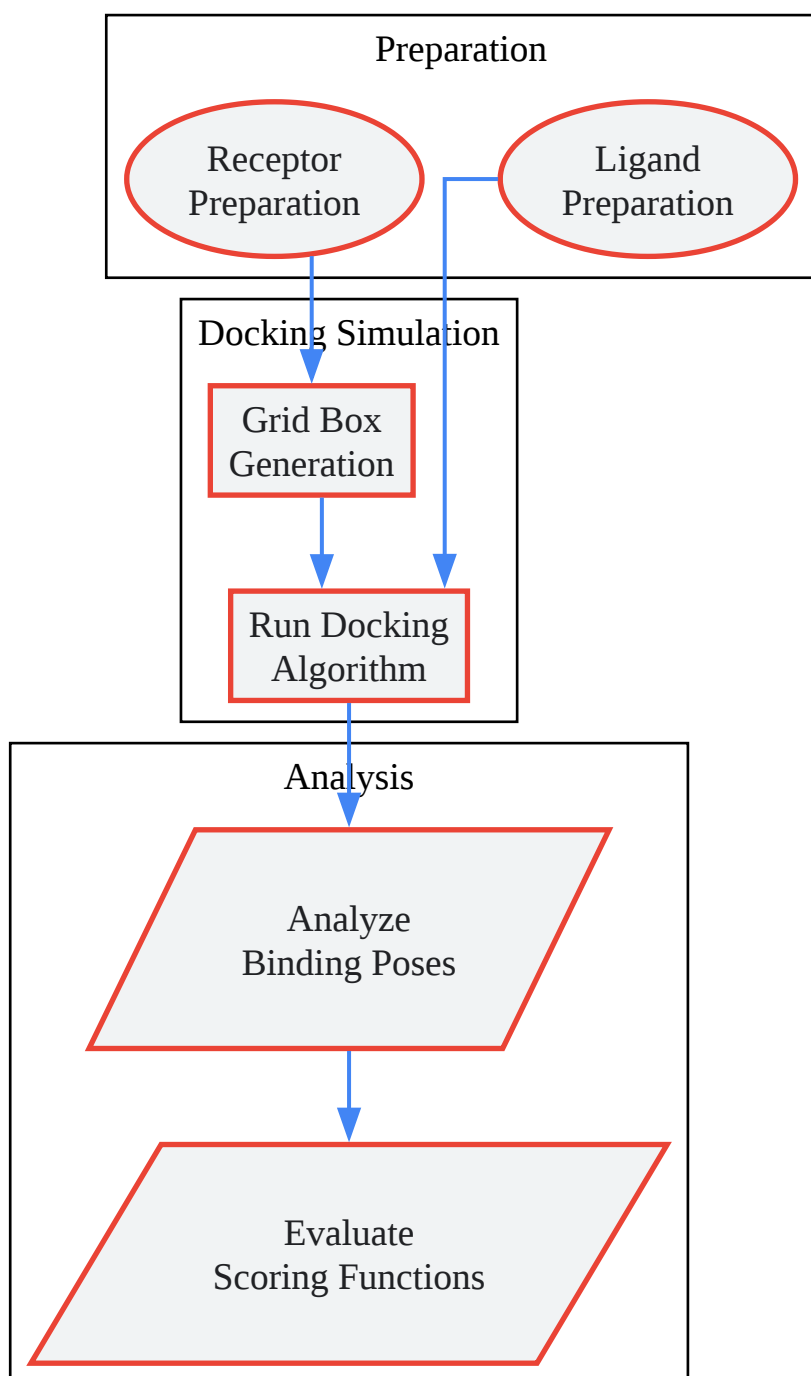 Preparation
Receptor
Preparation
Ligand
Preparation
Docking Simulation
Grid Box
Generation
Run Docking
Algorithm
Analysis
Analyze
Binding Poses
Evaluate
Scoring Functions